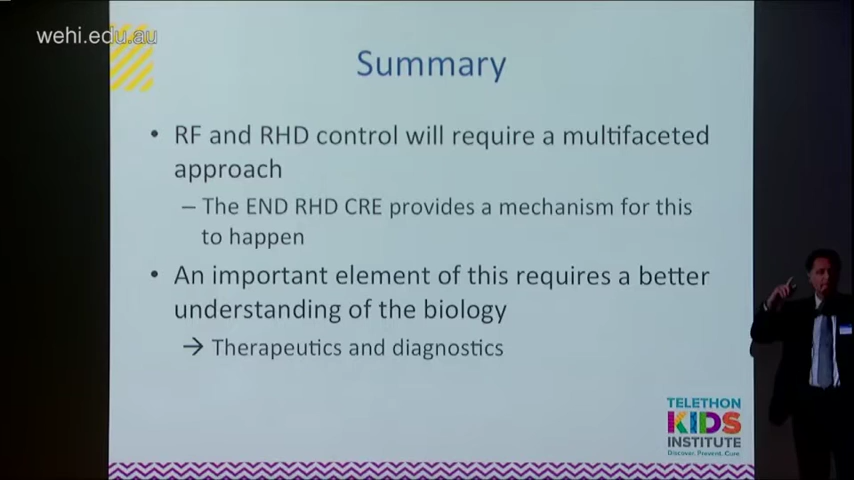 wehi.edu.au
Summary
• RF and RHD control will require a multifaceted
approach
– The END RHD CRE provides a mechanism for this
to happen
• An important element of this requires a better
understanding of the biology
→ Therapeutics and diagnostics
TELETHON
KIDS
INSTITUTE
Discover. Prevent. Cure.